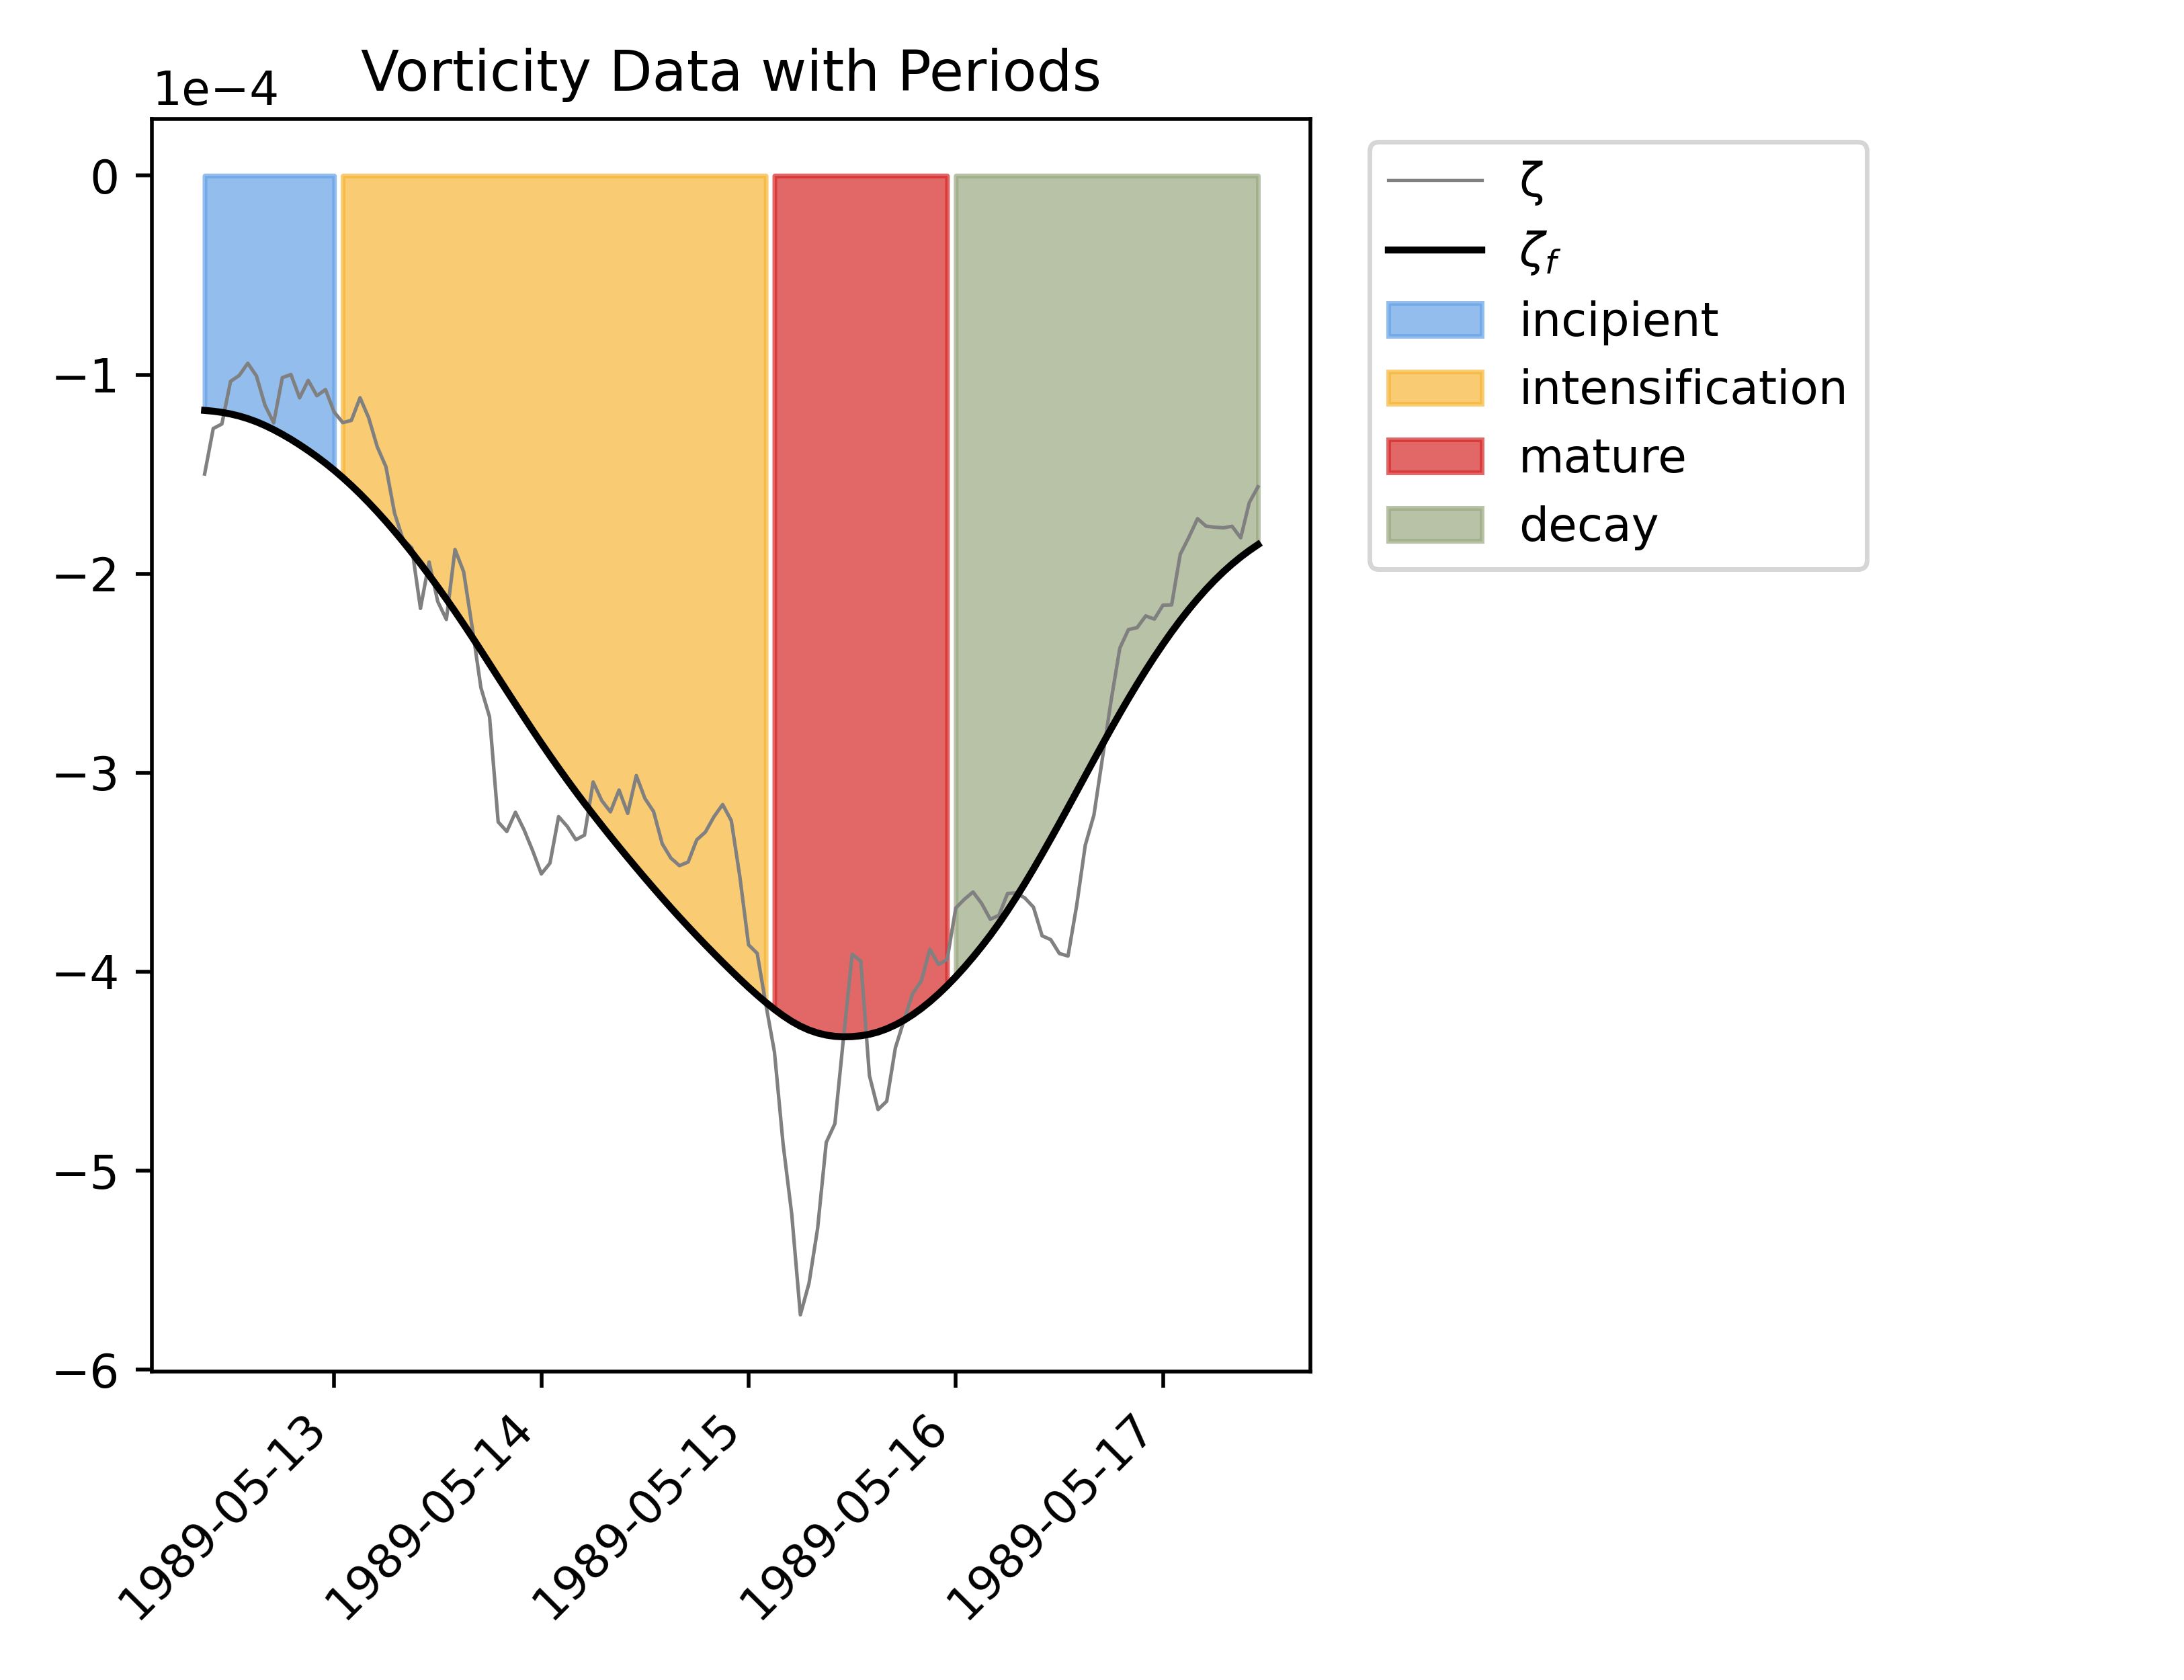 Vorticity Data with Periods
1e−4
0
−1
−2
−3
−4
−5
−6
1989-05-13
1989-05-14
1989-05-15
1989-05-16
1989-05-17
ζ
ζf
incipient
intensification
mature
decay